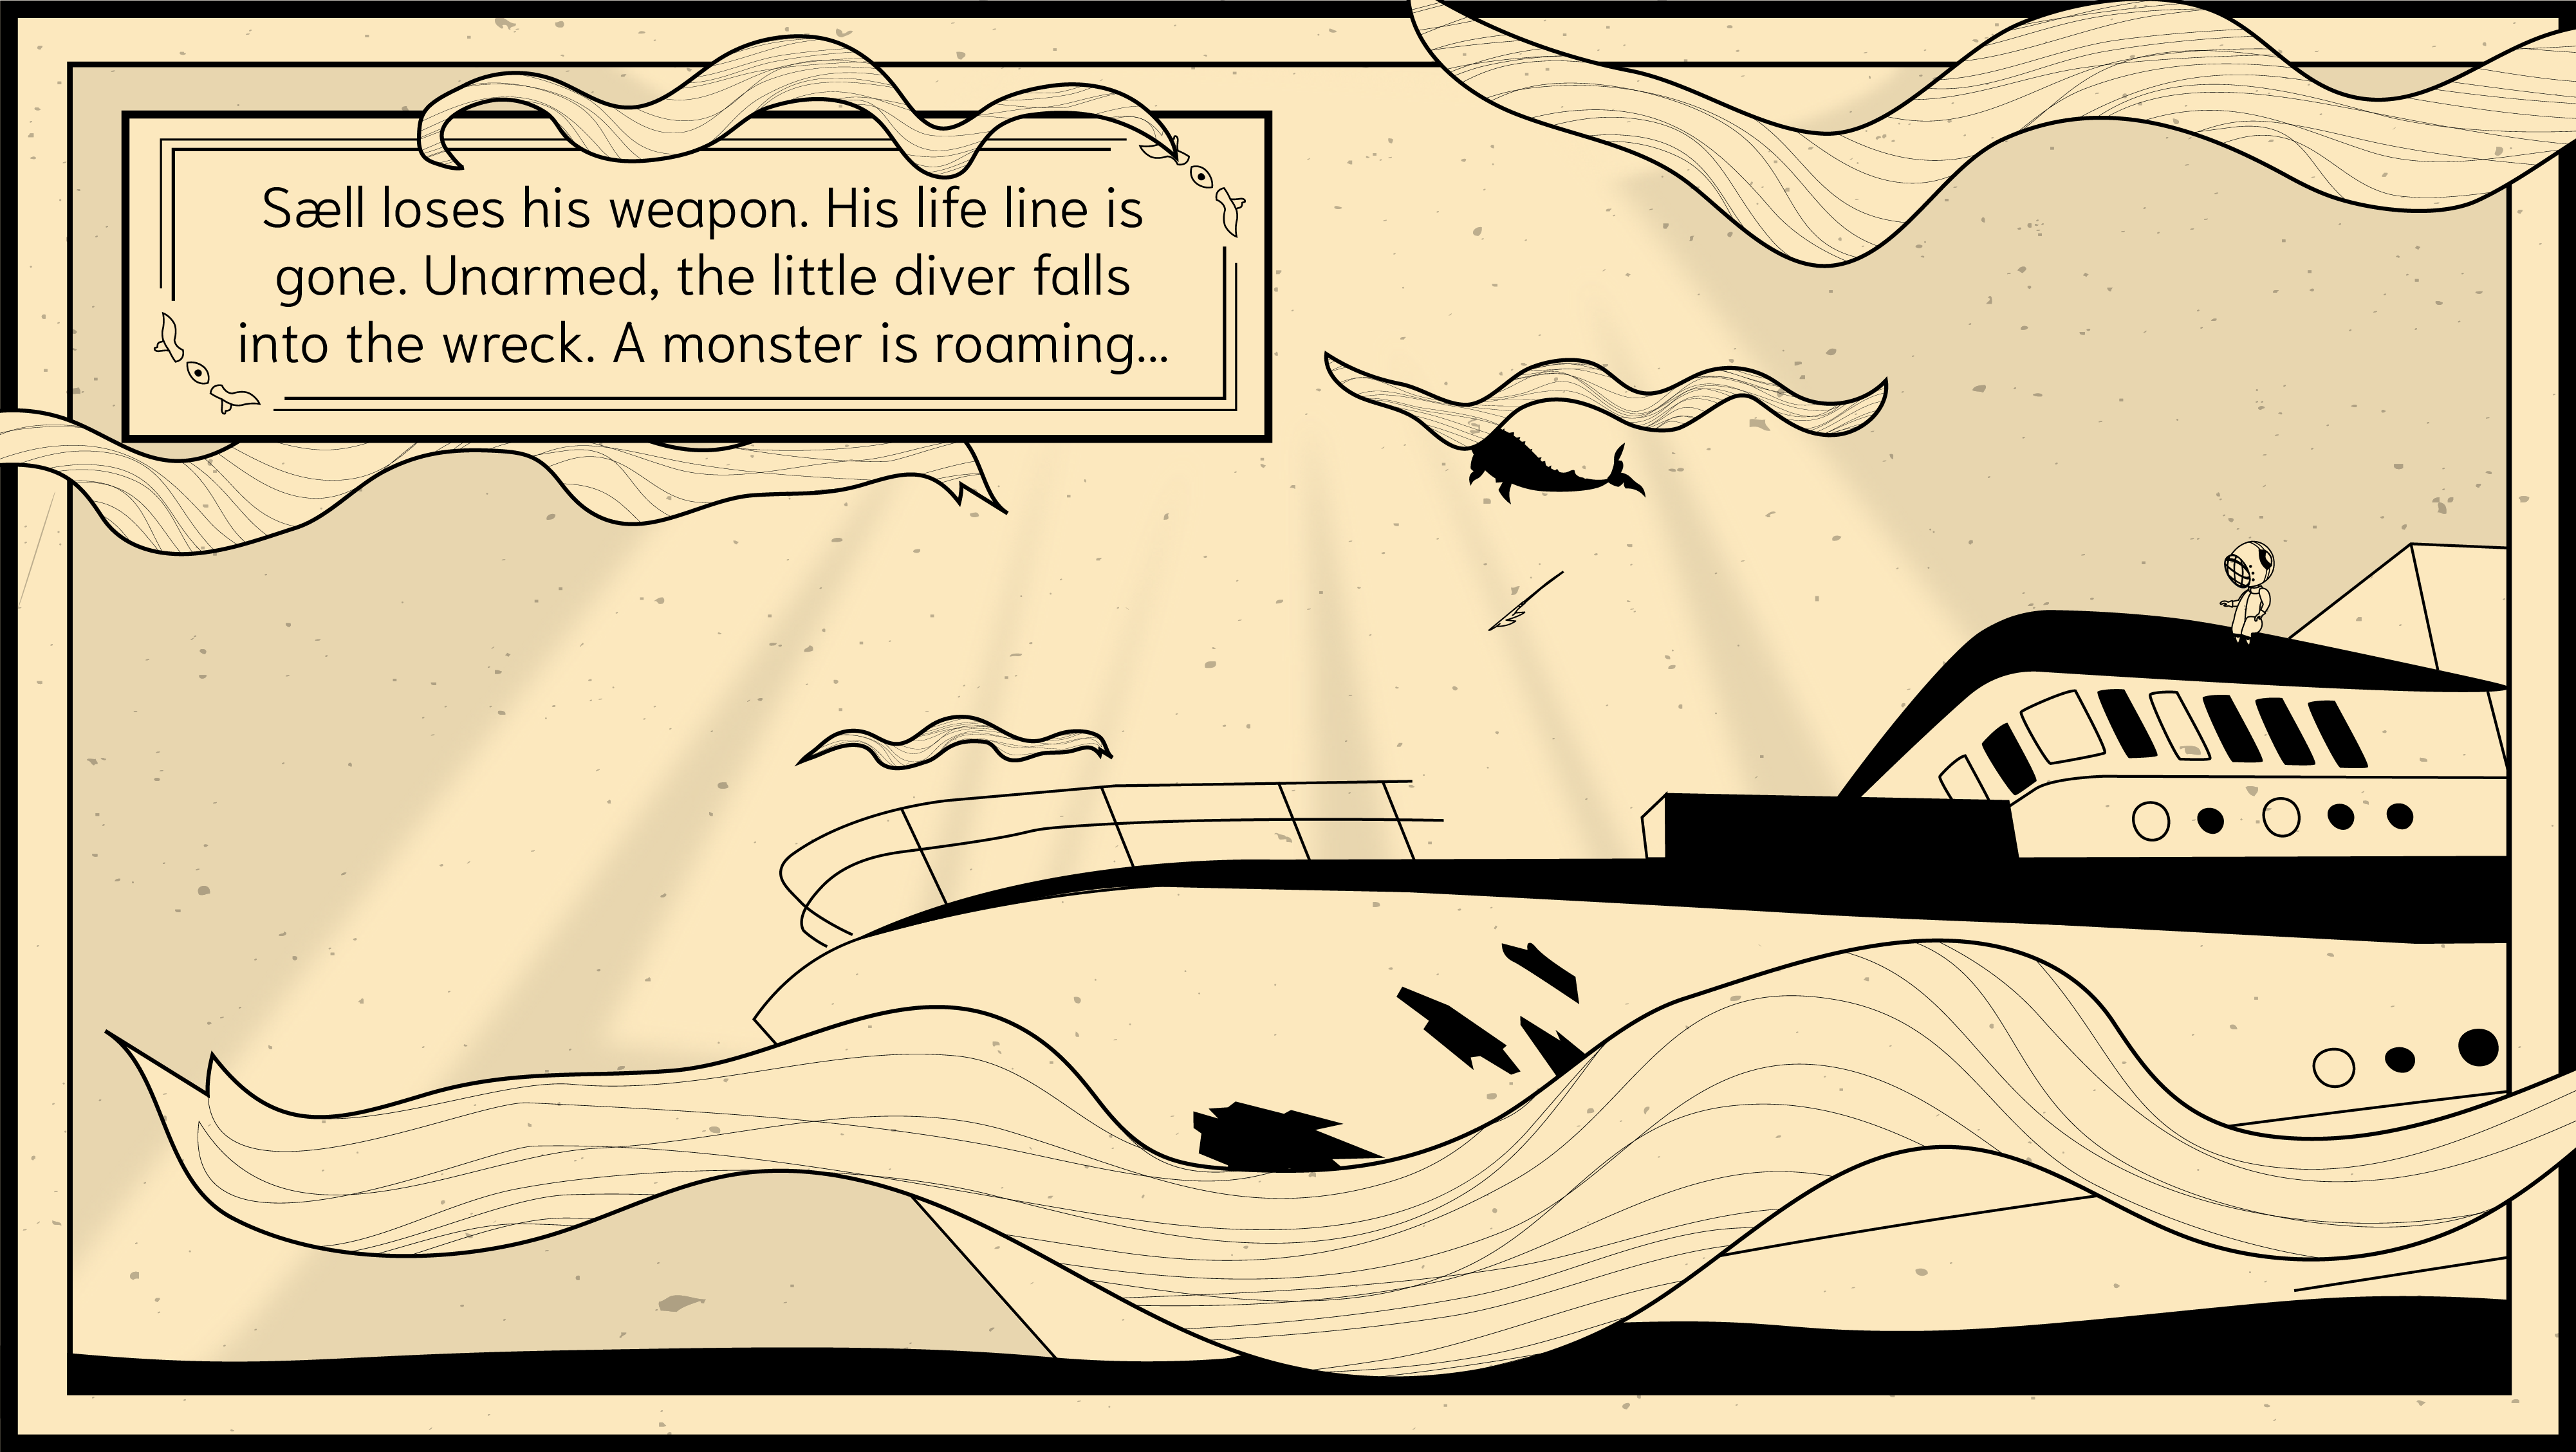 Sæll loses his weapon. His life line is
gone. Unarmed, the little diver falls
into the wreck. A monster is roaming...